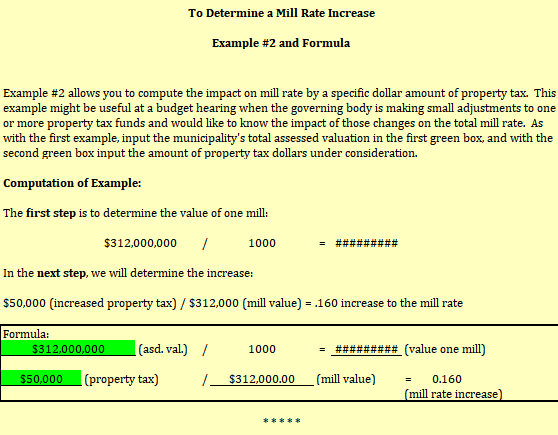 To Determine a Mill Rate Increase
Example #2 and Formula
Example #2 allows you to compute the impact on mill rate by a specific dollar amount of property tax. This
example might be useful at a budget hearing when the governing body is making small adjustments to one
or more property tax funds and would like to know the impact of those changes on the total mill rate. As
with the first example, input the municipality's total assessed valuation in the first green box, and with the
second green box input the amount of property tax dollars under consideration.
Computation of Example:
The first step is to determine the value of one mill:
$312,000,000 / 1000 = #########
In the next step, we will determine the increase:
$50,000 (increased property tax) / $312,000 (mill value) = .160 increase to the mill rate
Formula:
$312,000,000 (asd. val.) / 1000 = ######### (value one mill)
$50,000 (property tax) / $312,000.00 (mill value) = 0.160
(mill rate increase)
* * * * *